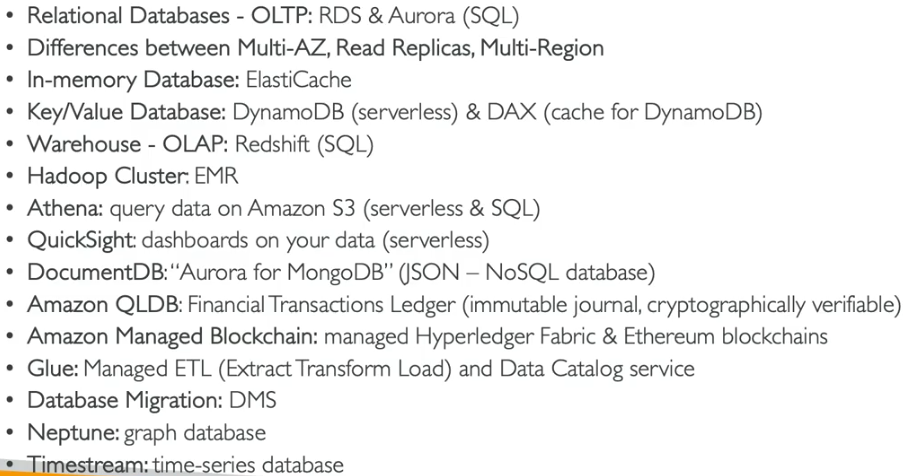 • Relational Databases - OLTP: RDS & Aurora (SQL)
• Differences between Multi-AZ, Read Replicas, Multi-Region
• In-memory Database: ElastiCache
• Key/Value Database: DynamoDB (serverless) & DAX (cache for DynamoDB)
• Warehouse - OLAP: Redshift (SQL)
• Hadoop Cluster: EMR
• Athena: query data on Amazon S3 (serverless & SQL)
• QuickSight: dashboards on your data (serverless)
• DocumentDB: “Aurora for MongoDB” (JSON – NoSQL database)
• Amazon QLDB: Financial Transactions Ledger (immutable journal, cryptographically verifiable)
• Amazon Managed Blockchain: managed Hyperledger Fabric & Ethereum blockchains
• Glue: Managed ETL (Extract Transform Load) and Data Catalog service
• Database Migration: DMS
• Neptune: graph database
• Timestream: time-series database